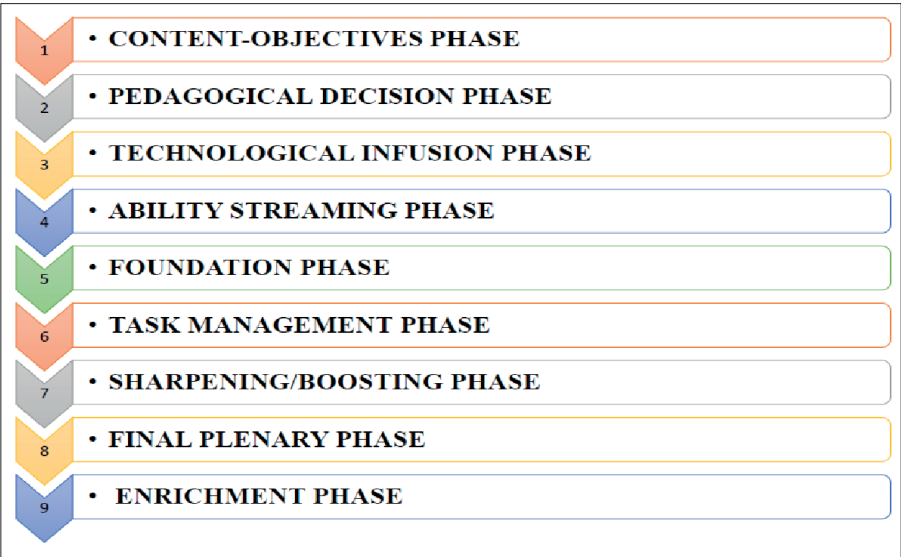 1 • CONTENT-OBJECTIVES PHASE
2 • PEDAGOGICAL DECISION PHASE
3 • TECHNOLOGICAL INFUSION PHASE
4 • ABILITY STREAMING PHASE
5 • FOUNDATION PHASE
6 • TASK MANAGEMENT PHASE
7 • SHARPENING/BOOSTING PHASE
8 • FINAL PLENARY PHASE
9 • ENRICHMENT PHASE